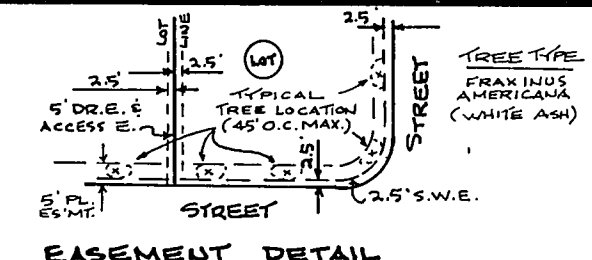 2.5'
LOT
LINE
LOT
2.5'
2.5'
5' DR.E. &
ACCESS E.
TYPICAL
TREE LOCATION
(45' O.C. MAX.)
2.5'
STREET
TREE TYPE
FRAXINUS
AMERICANA
(WHITE ASH)
5' PL.
ES'MT.
STREET
2.5' S.W.E.
EASEMENT DETAIL